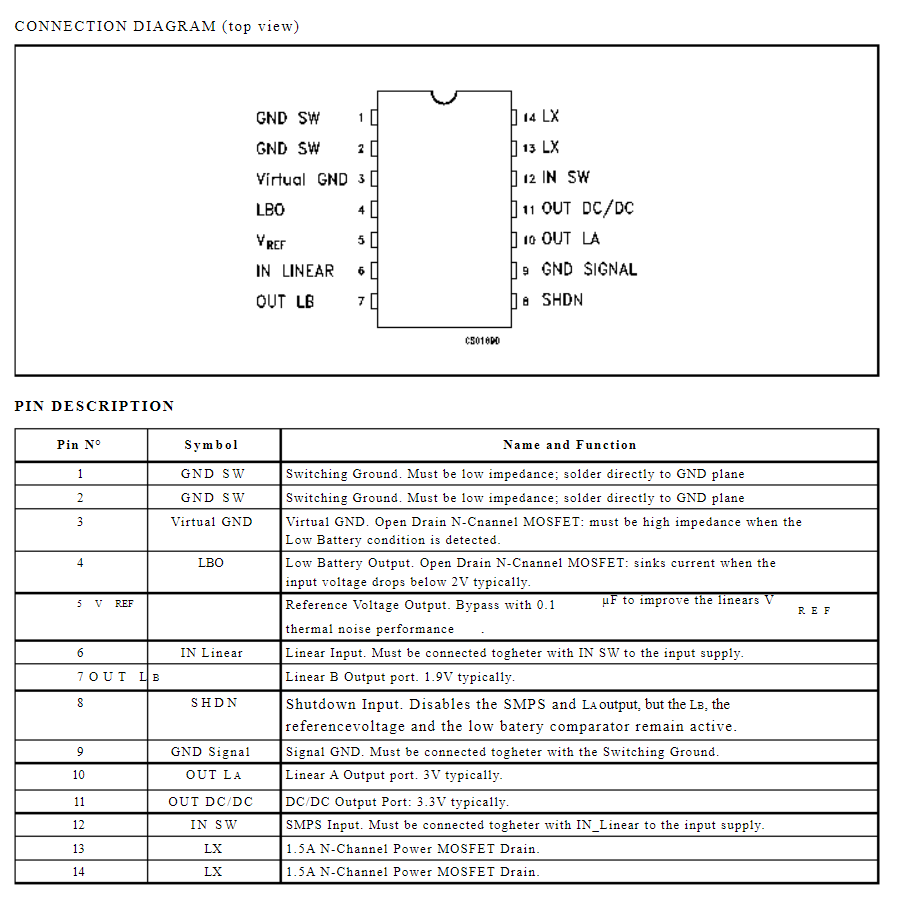 CONNECTION DIAGRAM (top view)
GND SW 1
GND SW 2
Virtual GND 3
LBO 4
VREF 5
IN LINEAR 6
OUT LB 7
14 LX
13 LX
12 IN SW
11 OUT DC/DC
10 OUT LA
9 GND SIGNAL
8 SHDN
PIN DESCRIPTION
Pin N° Symbol Name and Function
1 GND SW Switching Ground. Must be low impedance; solder directly to GND plane
2 GND SW Switching Ground. Must be low impedance; solder directly to GND plane
3 Virtual GND Virtual GND. Open Drain N-Cnannel MOSFET: must be high impedance when the
Low Battery condition is detected.
4 LBO Low Battery Output. Open Drain N-Cnannel MOSFET: sinks current when the
input voltage drops below 2V typically.
5 V REF Reference Voltage Output. Bypass with 0.1 µF to improve the linears V REF
thermal noise performance .
6 IN Linear Linear Input. Must be connected togheter with IN SW to the input supply.
7 OUT LB Linear B Output port. 1.9V typically.
8 SHDN Shutdown Input. Disables the SMPS and LA output, but the LB, the
referencevoltage and the low batery comparator remain active.
9 GND Signal Signal GND. Must be connected togheter with the Switching Ground.
10 OUT LA Linear A Output port. 3V typically.
11 OUT DC/DC DC/DC Output Port: 3.3V typically.
12 IN SW SMPS Input. Must be connected togheter with IN_Linear to the input supply.
13 LX 1.5A N-Channel Power MOSFET Drain.
14 LX 1.5A N-Channel Power MOSFET Drain.